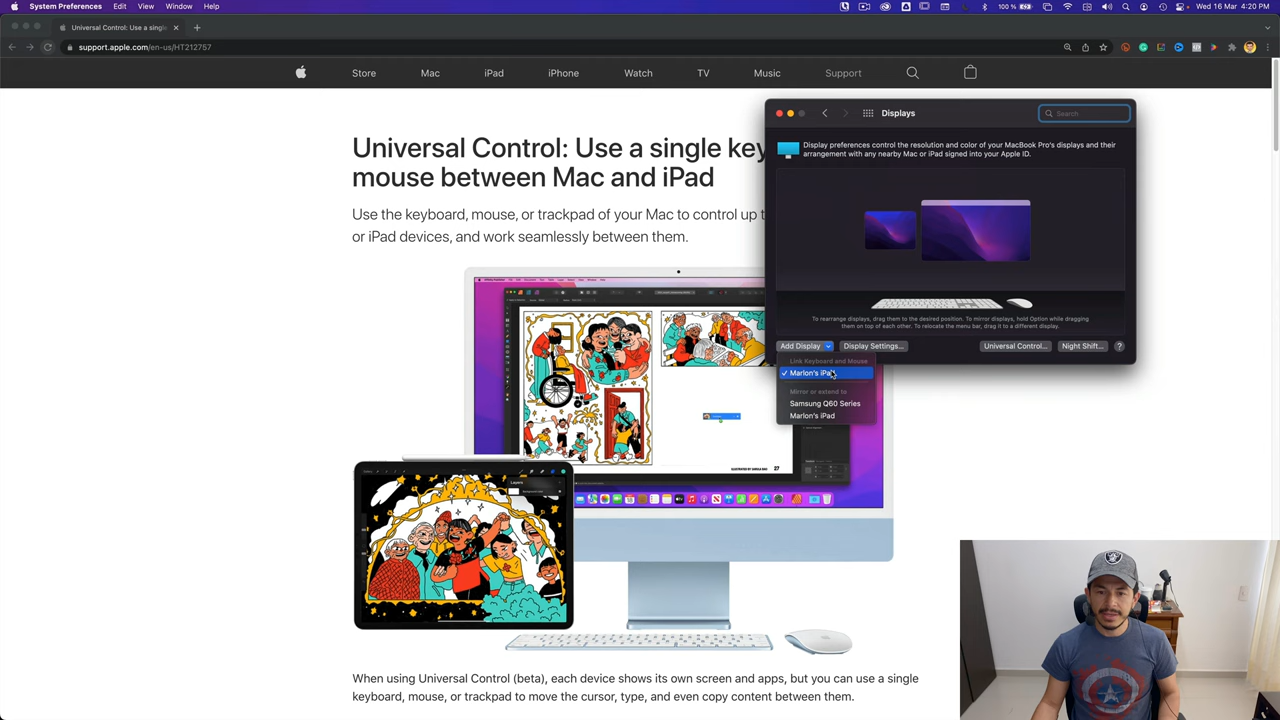 System Preferences Edit View Window Help
100 %
Wed 16 Mar 4:20 PM
Universal Control: Use a singl
support.apple.com/en-us/HT212757
Store Mac iPad iPhone Watch TV Music Support
Universal Control: Use a single key
mouse between Mac and iPad
Use the keyboard, mouse, or trackpad of your Mac to control up t
or iPad devices, and work seamlessly between them.
Displays
Search
Display preferences control the resolution and color of your MacBook Pro's displays and their
arrangement with any nearby Mac or iPad signed into your Apple ID.
To rearrange displays, drag them to the desired position. To mirror displays, hold Option while dragging
them on top of each other. To relocate the menu bar, drag it to a different display.
Add Display
Display Settings...
Universal Control...
Night Shift...
?
Link Keyboard and Mouse
✓ Marlon's iPad
Mirror or extend to
Samsung Q60 Series
Marlon's iPad
27
Layers
When using Universal Control (beta), each device shows its own screen and apps, but you can use a single
keyboard, mouse, or trackpad to move the cursor, type, and even copy content between them.